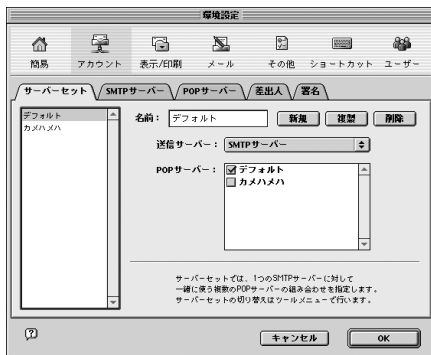 環境設定
簡易 アカウント 表示/印刷 メール その他 ショートカット ユーザー
サーバーセット SMTPサーバー POPサーバー 差出人 署名
デフォルト
カメハメハ
名前： デフォルト 新規 複製 削除
送信サーバー： SMTPサーバー
POPサーバー： デフォルト
カメハメハ
サーバーセットでは、1つのSMTPサーバーに対して
一緒に使う複数のPOPサーバーの組み合わせを指定します。
サーバーセットの切り替えはツールメニューで行います。
キャンセル OK